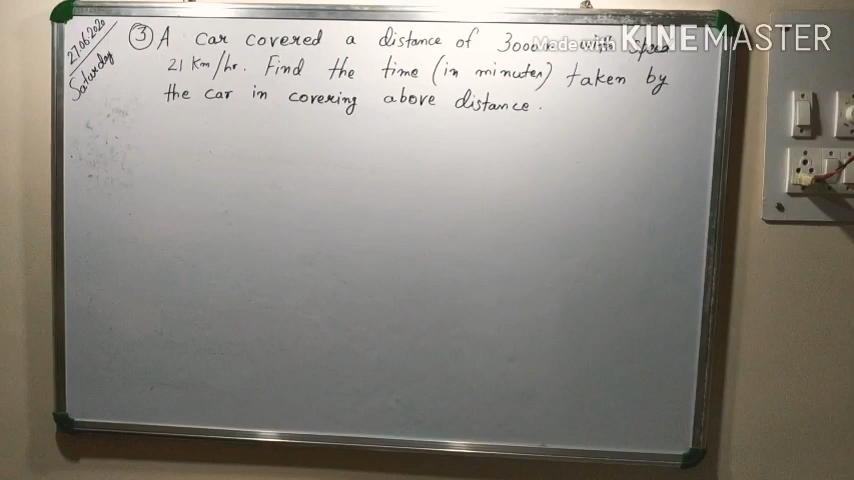 27.06.2020
Saturday
③ A car covered a distance of 3000 with speed
21 Km/hr. Find the time (in minutes) taken by
the car in covering above distance.
Made with KINEMASTER